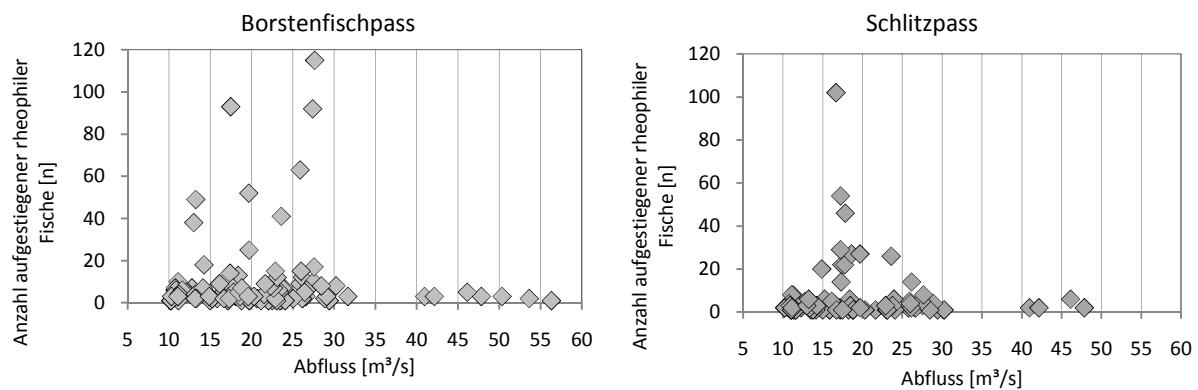 Borstenfischpass
Anzahl aufgestiegener rheophiler
Fische [n]
120
100
80
60
40
20
0
5 10 15 20 25 30 35 40 45 50 55 60
Abfluss [m³/s]
Schlitzpass
Anzahl aufgestiegener rheophiler
Fische [n]
120
100
80
60
40
20
0
5 10 15 20 25 30 35 40 45 50 55 60
Abfluss [m³/s]